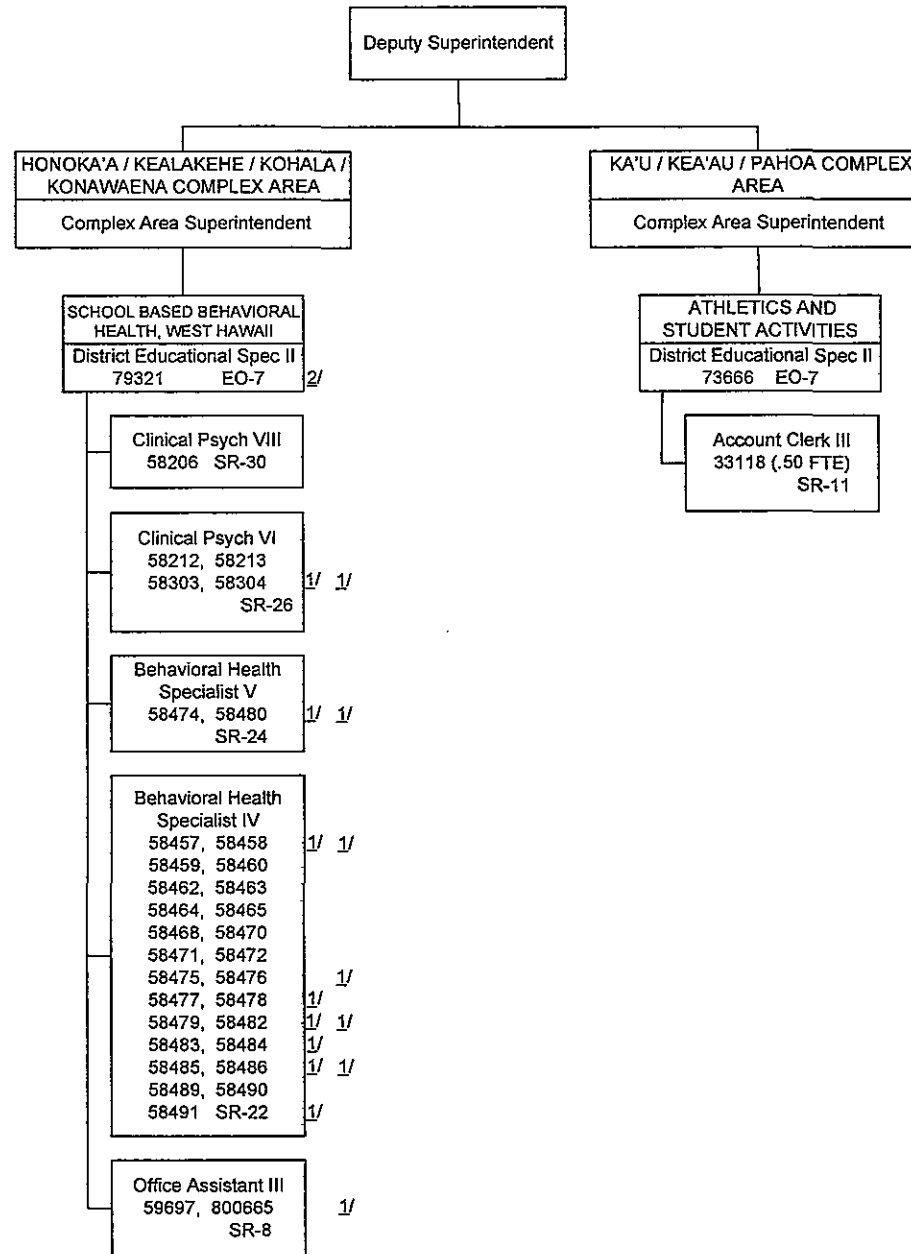 Deputy Superintendent
HONOKA'A / KEALAKEHE / KOHALA /
KONAWAENA COMPLEX AREA
Complex Area Superintendent
SCHOOL BASED BEHAVIORAL
HEALTH, WEST HAWAII
District Educational Spec II
79321 EO-7 2/
Clinical Psych VIII
58206 SR-30
Clinical Psych VI
58212, 58213
58303, 58304 1/ 1/
SR-26
Behavioral Health
Specialist V
58474, 58480 1/ 1/
SR-24
Behavioral Health
Specialist IV
58457, 58458 1/ 1/
58459, 58460
58462, 58463
58464, 58465
58468, 58470
58471, 58472
58475, 58476 1/
58477, 58478 1/
58479, 58482 1/ 1/
58483, 58484 1/
58485, 58486 1/ 1/
58489, 58490
58491 SR-22 1/
Office Assistant III
59697, 800665 1/
SR-8
KA'U / KEA'AU / PAHOA COMPLEX
AREA
Complex Area Superintendent
ATHLETICS AND
STUDENT ACTIVITIES
District Educational Spec II
73666 EO-7
Account Clerk III
33118 (.50 FTE)
SR-11